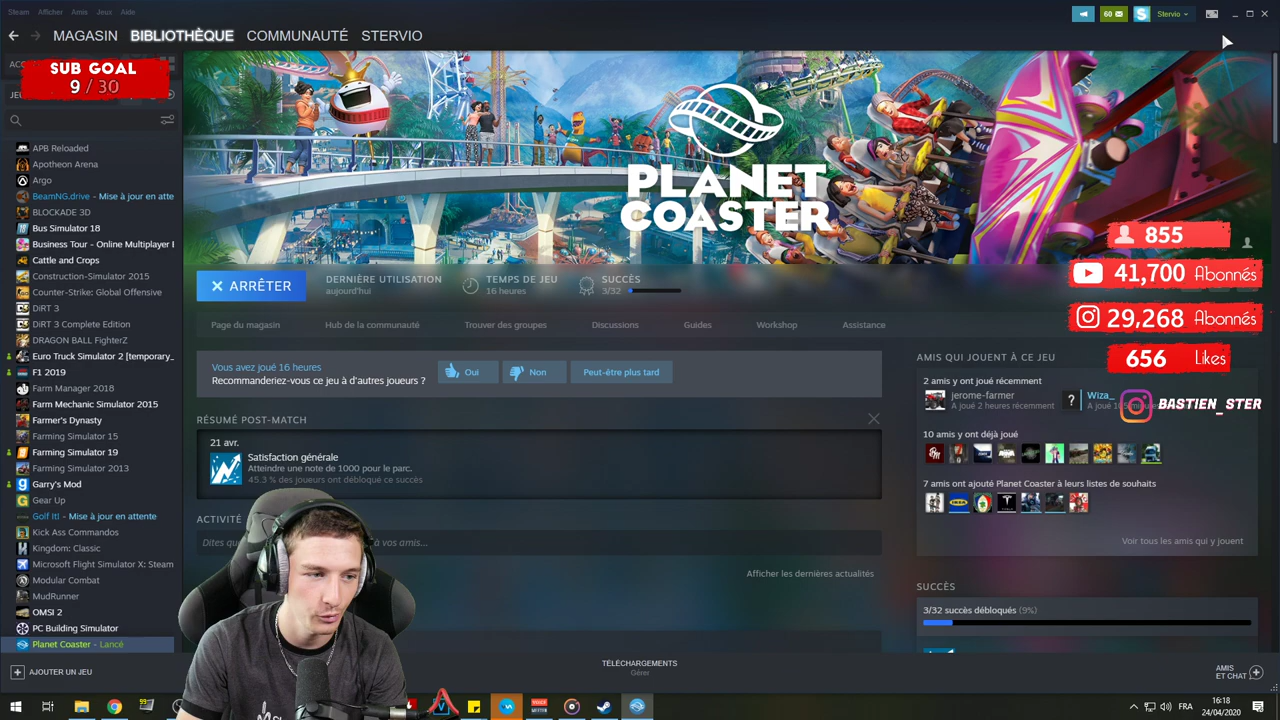 Steam Afficher Amis Jeux Aide
60
S
Stervio
MAGASIN BIBLIOTHÈQUE COMMUNAUTÉ STERVIO
SUB GOAL
9 / 30
APB Reloaded
Apotheon Arena
Argo
BeamNG.drive - Mise à jour en atte
BLOCKADE 3D
Bus Simulator 18
Business Tour - Online Multiplayer
Cattle and Crops
Construction-Simulator 2015
Counter-Strike: Global Offensive
DiRT 3
DiRT 3 Complete Edition
DRAGON BALL FighterZ
Euro Truck Simulator 2 [temporary_
F1 2019
Farm Manager 2018
Farm Mechanic Simulator 2015
Farmer's Dynasty
Farming Simulator 15
Farming Simulator 19
Farming Simulator 2013
Garry's Mod
Gear Up
Golf It! - Mise à jour en attente
Kick Ass Commandos
Kingdom: Classic
Microsoft Flight Simulator X: Steam
Modular Combat
MudRunner
OMSI 2
PC Building Simulator
Planet Coaster - Lancé
AJOUTER UN JEU
PLANET
COASTER
ARRÊTER
DERNIÈRE UTILISATION
aujourd'hui
TEMPS DE JEU
16 heures
SUCCÈS
3/32
Page du magasin Hub de la communauté Trouver des groupes Discussions Guides Workshop Assistance
Vous avez joué 16 heures
Recommanderiez-vous ce jeu à d'autres joueurs ?
Oui Non Peut-être plus tard
RÉSUMÉ POST-MATCH
21 avr.
Satisfaction générale
Atteindre une note de 1000 pour le parc.
45.3 % des joueurs ont débloqué ce succès
ACTIVITÉ
Dites à vos amis...
Afficher les dernières actualités
855
41,700 Abonnés
29,268 Abonnés
656 Likes
BASTIEN_STER
AMIS QUI JOUENT À CE JEU
2 amis y ont joué récemment
jerome-farmer
A joué 2 heures récemment
?
Wiza_
10 amis y ont déjà joué
7 amis ont ajouté Planet Coaster à leurs listes de souhaits
Voir tous les amis qui y jouent
SUCCÈS
3/32 succès débloqués (9%)
TÉLÉCHARGEMENTS
Gérer
AMIS
ET CHAT
FRA
16:18
24/04/2020